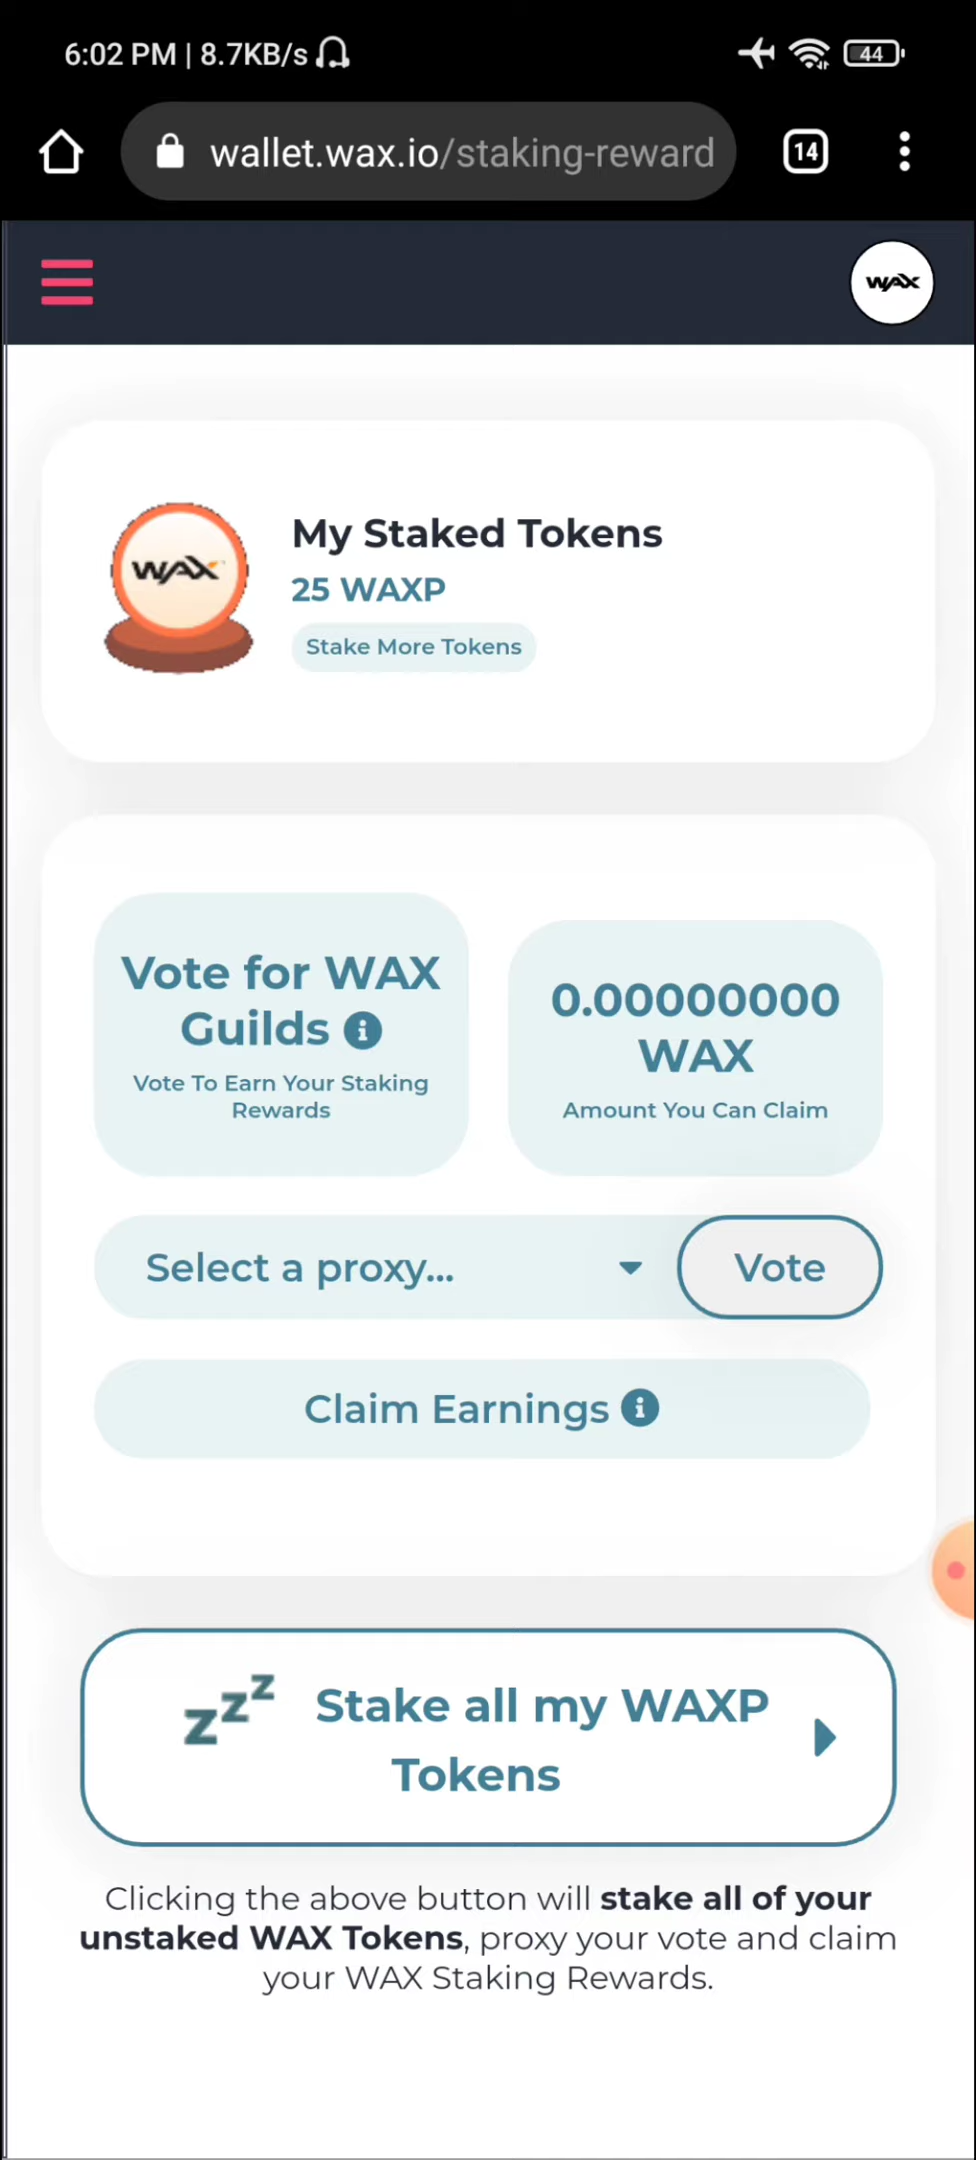 6:02 PM | 8.7KB/s
44
wallet.wax.io/staking-reward
14
WAX
WAX
My Staked Tokens
25 WAXP
Stake More Tokens
Vote for WAX
Guilds
Vote To Earn Your Staking
Rewards
0.00000000
WAX
Amount You Can Claim
Select a proxy...
Vote
Claim Earnings
zzz
Stake all my WAXP
Tokens
Clicking the above button will stake all of your
unstaked WAX Tokens, proxy your vote and claim
your WAX Staking Rewards.